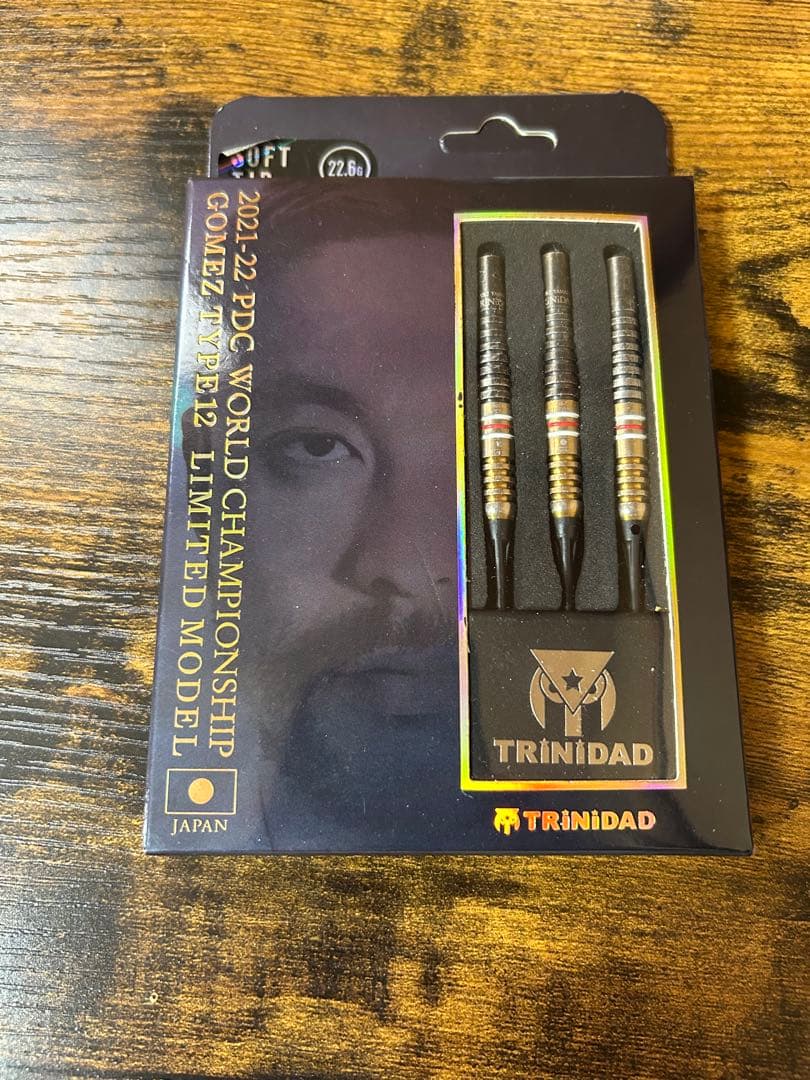 SOFT
TIP
22.6G
2021-22 PDC WORLD CHAMPIONSHIP
GOMEZ TYPE12 LIMITED MODEL
JAPAN
TRiNiDAD
TRiNiDAD